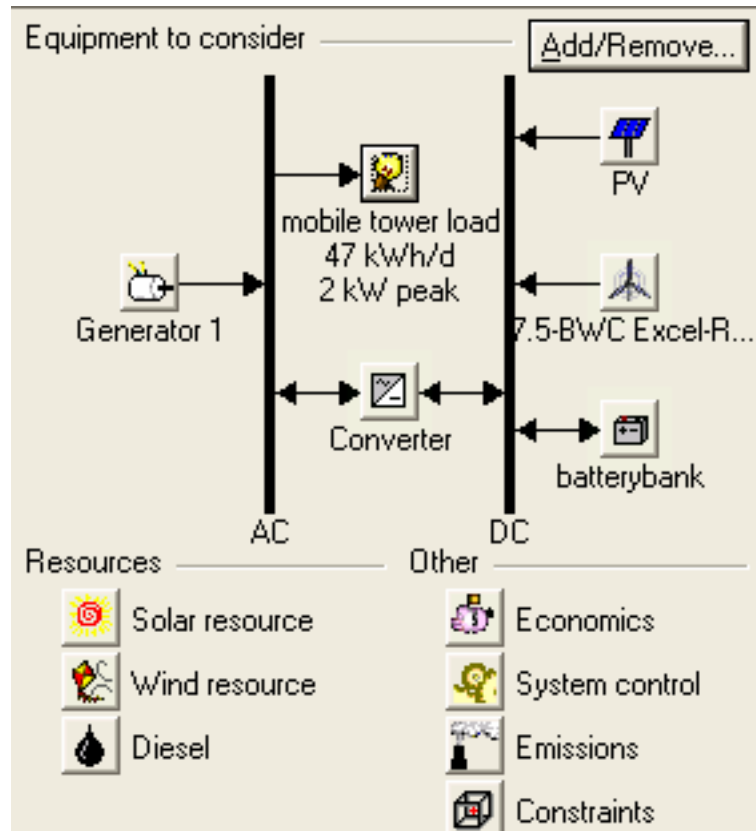 Equipment to consider
Add/Remove...
mobile tower load
47 kWh/d
2 kW peak
PV
Generator 1
7.5-BWC Excel-R...
Converter
batterybank
AC
DC
Resources
Other
Solar resource
Economics
Wind resource
System control
Diesel
Emissions
Constraints